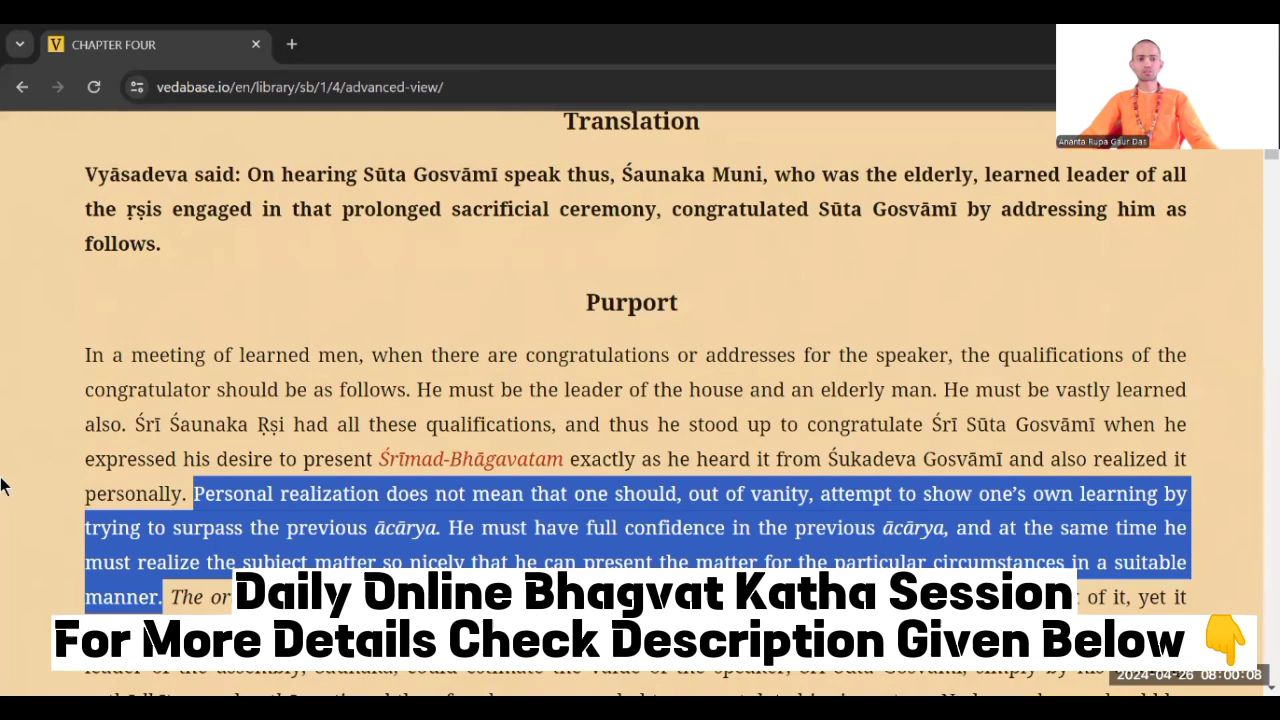 CHAPTER FOUR
vedabase.io/en/library/sb/1/4/advanced-view/
Ananta Rupa Gaur Das
Translation
Vyāsadeva said: On hearing Sūta Gosvāmī speak thus, Śaunaka Muni, who was the elderly, learned leader of all
the ṛṣis engaged in that prolonged sacrificial ceremony, congratulated Sūta Gosvāmī by addressing him as
follows.
Purport
In a meeting of learned men, when there are congratulations or addresses for the speaker, the qualifications of the
congratulator should be as follows. He must be the leader of the house and an elderly man. He must be vastly learned
also. Śrī Śaunaka Ṛṣi had all these qualifications, and thus he stood up to congratulate Śrī Sūta Gosvāmī when he
expressed his desire to present Śrīmad-Bhāgavatam exactly as he heard it from Śukadeva Gosvāmī and also realized it
personally. Personal realization does not mean that one should, out of vanity, attempt to show one’s own learning by
trying to surpass the previous ācārya. He must have full confidence in the previous ācārya, and at the same time he
must realize the subject matter so nicely that he can present the matter for the particular circumstances in a suitable
manner. The or of it, yet it
Daily Online Bhagvat Katha Session
For More Details Check Description Given Below 👇
2024-04-26 08:00:08